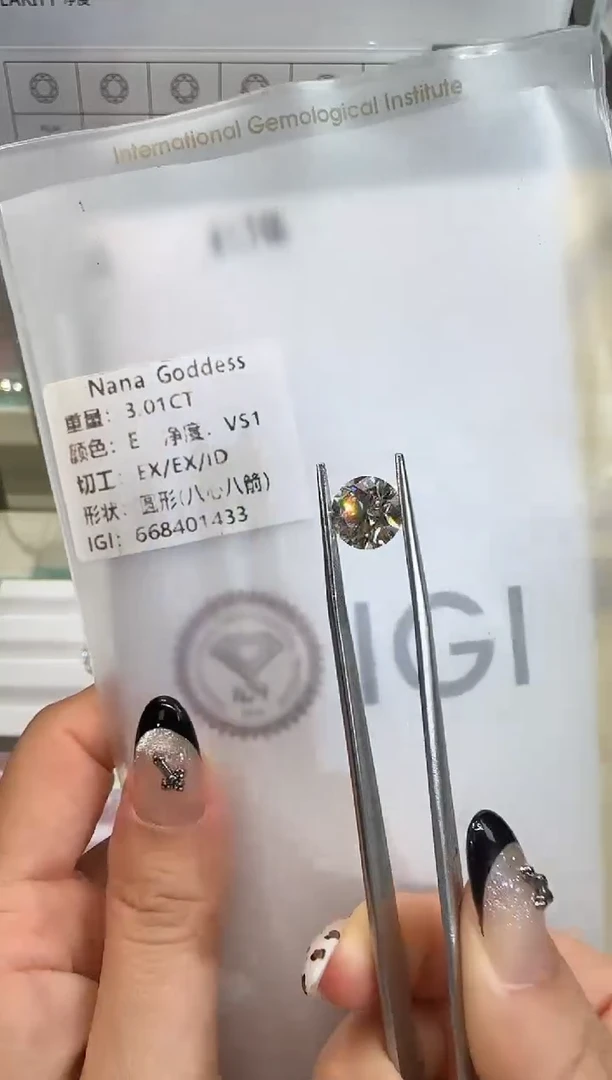 International Gemological Institute
Nana Goddess
重量: 3.01CT
颜色: E 净度: VS1
切工: EX/EX/ID
形状: 圆形(八心八箭)
IGI: 668401433
IGI